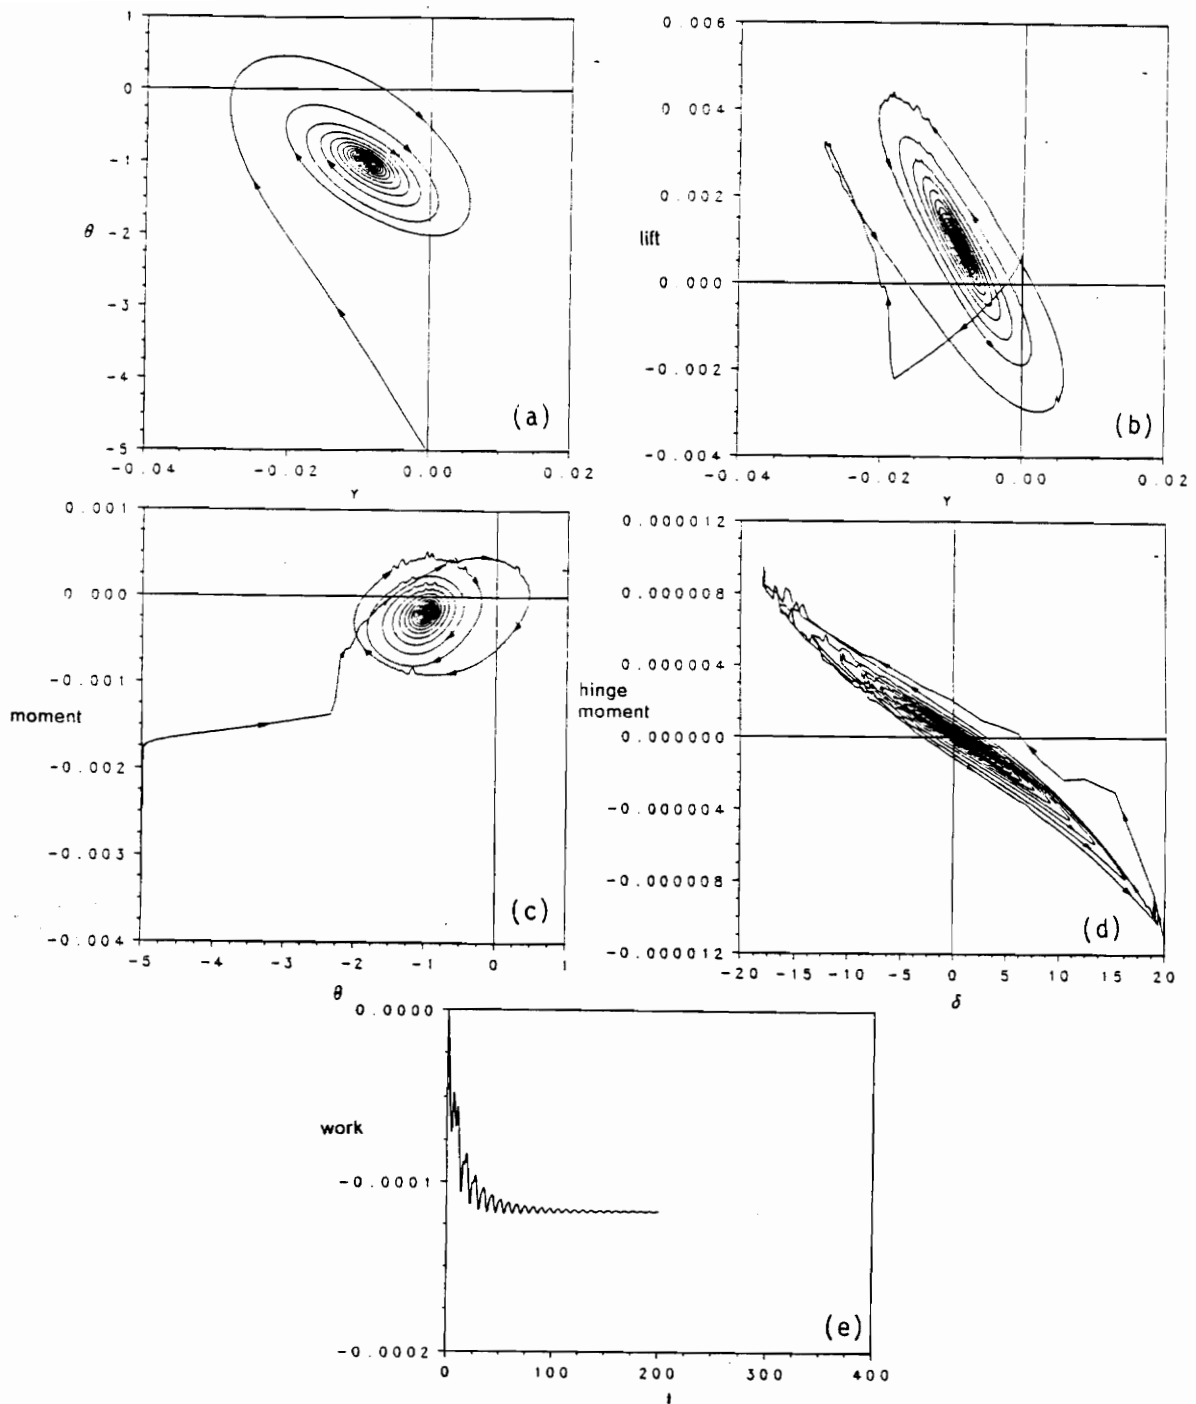 1
0
-1
θ -2
-3
-4
-5
-0.04 -0.02 0.00 0.02
Y
(a)
0.006
0.004
0.002
lift
0.000
-0.002
-0.004
-0.04 -0.02 0.00 0.02
Y
(b)
0.001
0.000
-0.001
moment
-0.002
-0.003
-0.004
-5 -4 -3 -2 -1 0 1
θ
(c)
0.000012
0.000008
0.000004
hinge
moment
0.000000
-0.000004
-0.000008
-0.000012
-20 -15 -10 -5 0 5 10 15 20
δ
(d)
0.0000
work
-0.0001
-0.0002
0 100 200 300 400
t
(e)